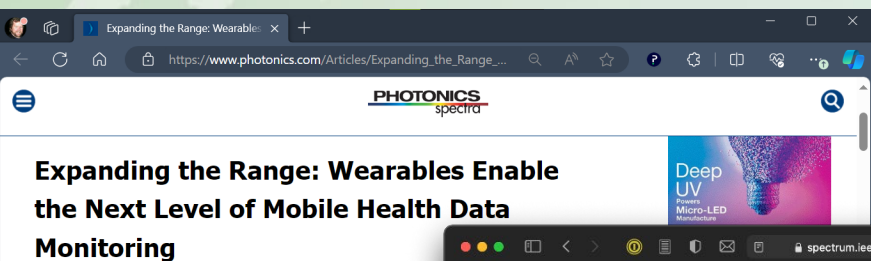 Expanding the Range: Wearables
https://www.photonics.com/Articles/Expanding_the_Range_...
PHOTONICS
spectra
Expanding the Range: Wearables Enable
the Next Level of Mobile Health Data
Monitoring
Deep
UV
Powers
Micro-LED
Manufacture
spectrum.iee